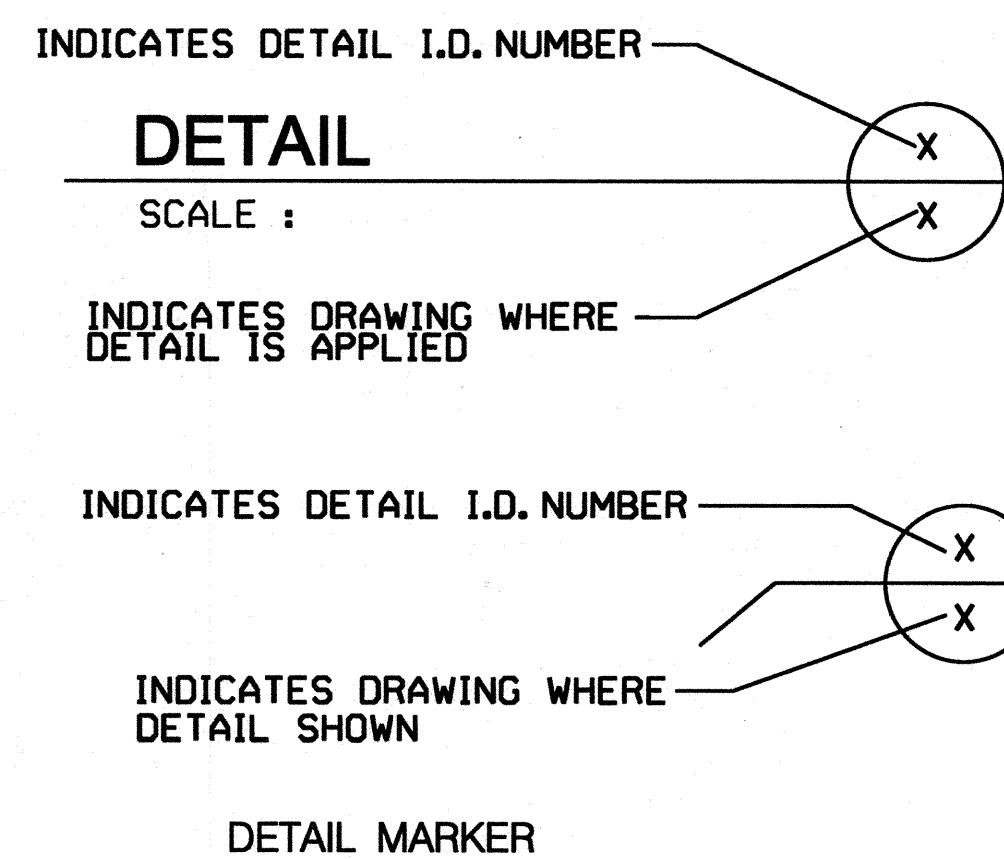 INDICATES DETAIL I.D. NUMBER
X
DETAIL
SCALE :
X
INDICATES DRAWING WHERE
DETAIL IS APPLIED
INDICATES DETAIL I.D. NUMBER
X
X
INDICATES DRAWING WHERE
DETAIL SHOWN
DETAIL MARKER